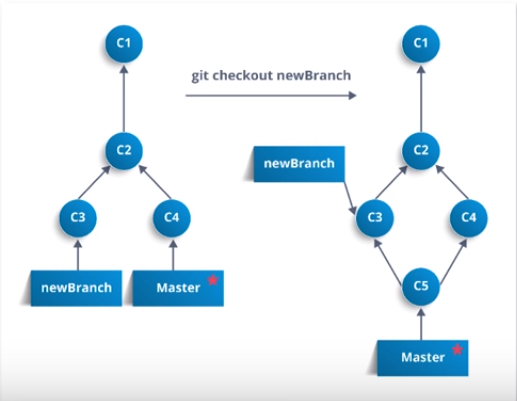 C1
C2
C3
C4
newBranch
Master
git checkout newBranch
C1
C2
newBranch
C3
C4
C5
Master